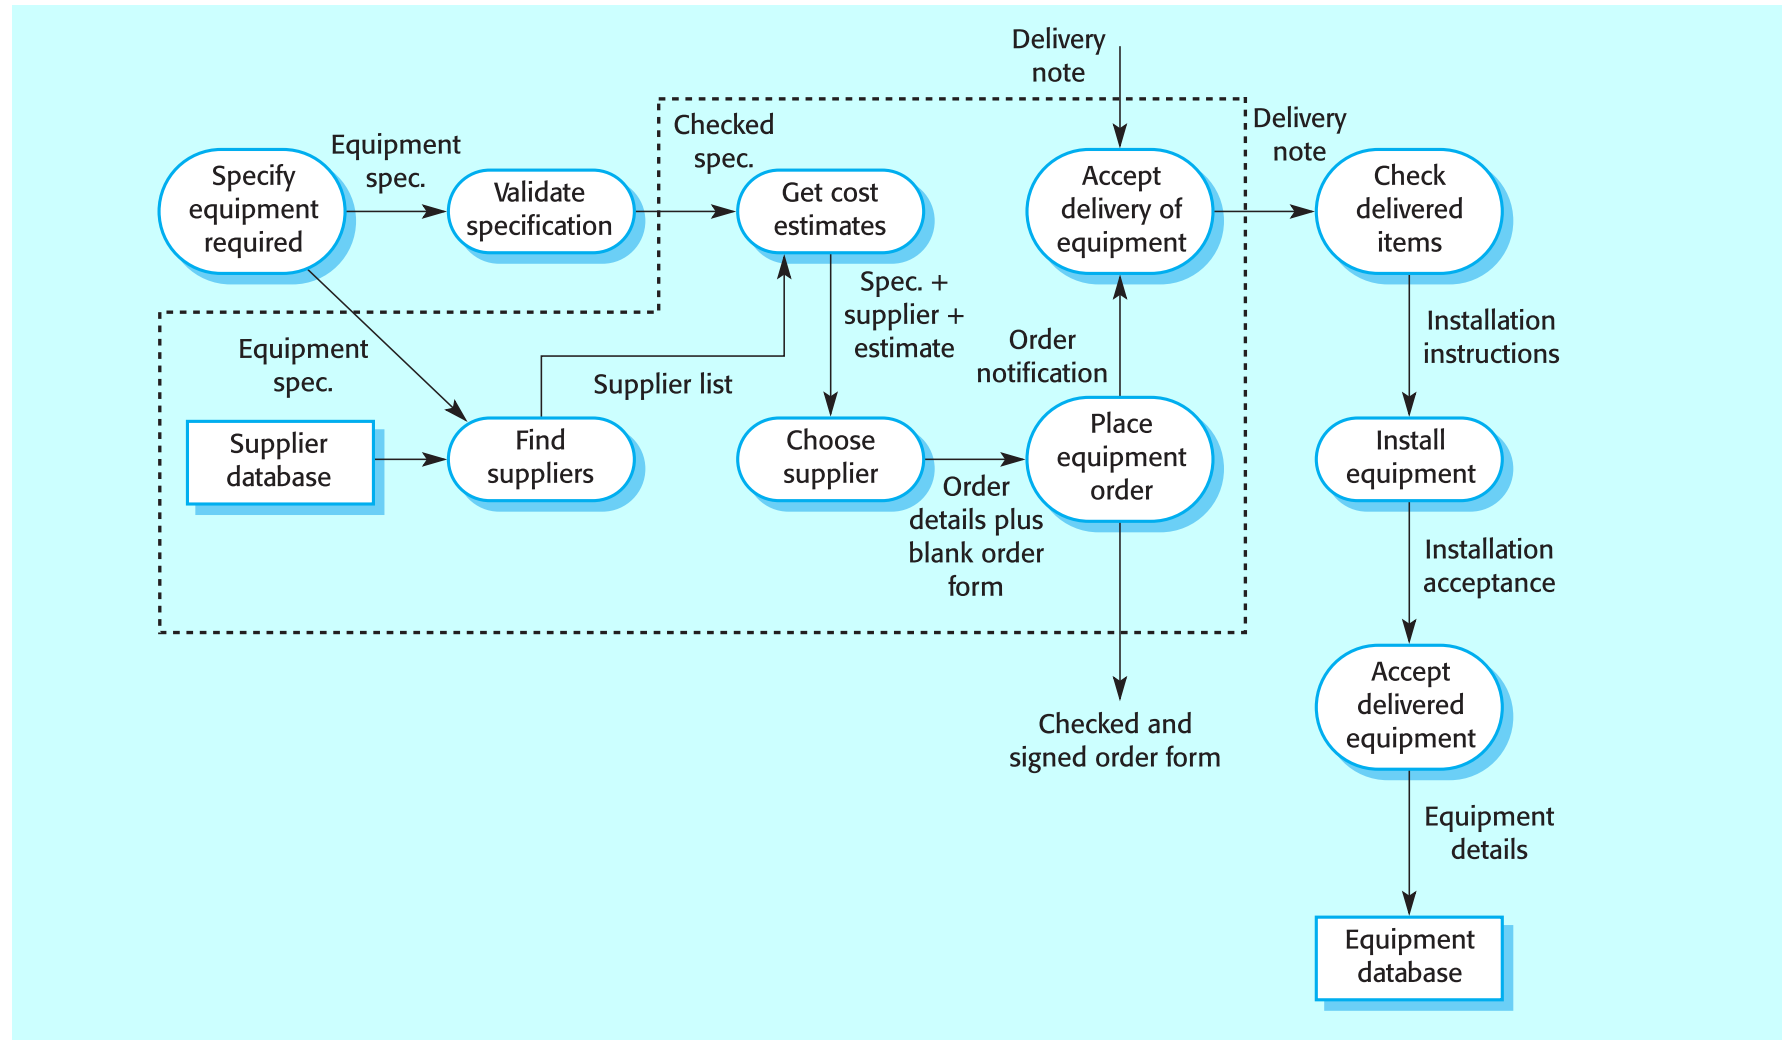 Delivery
note
Specify
equipment
required
Equipment
spec.
Validate
specification
Checked
spec.
Get cost
estimates
Accept
delivery of
equipment
Delivery
note
Check
delivered
items
Equipment
spec.
Supplier list
Spec. +
supplier +
estimate
Order
notification
Installation
instructions
Supplier
database
Find
suppliers
Choose
supplier
Order
details plus
blank order
form
Place
equipment
order
Install
equipment
Installation
acceptance
Checked and
signed order form
Accept
delivered
equipment
Equipment
details
Equipment
database